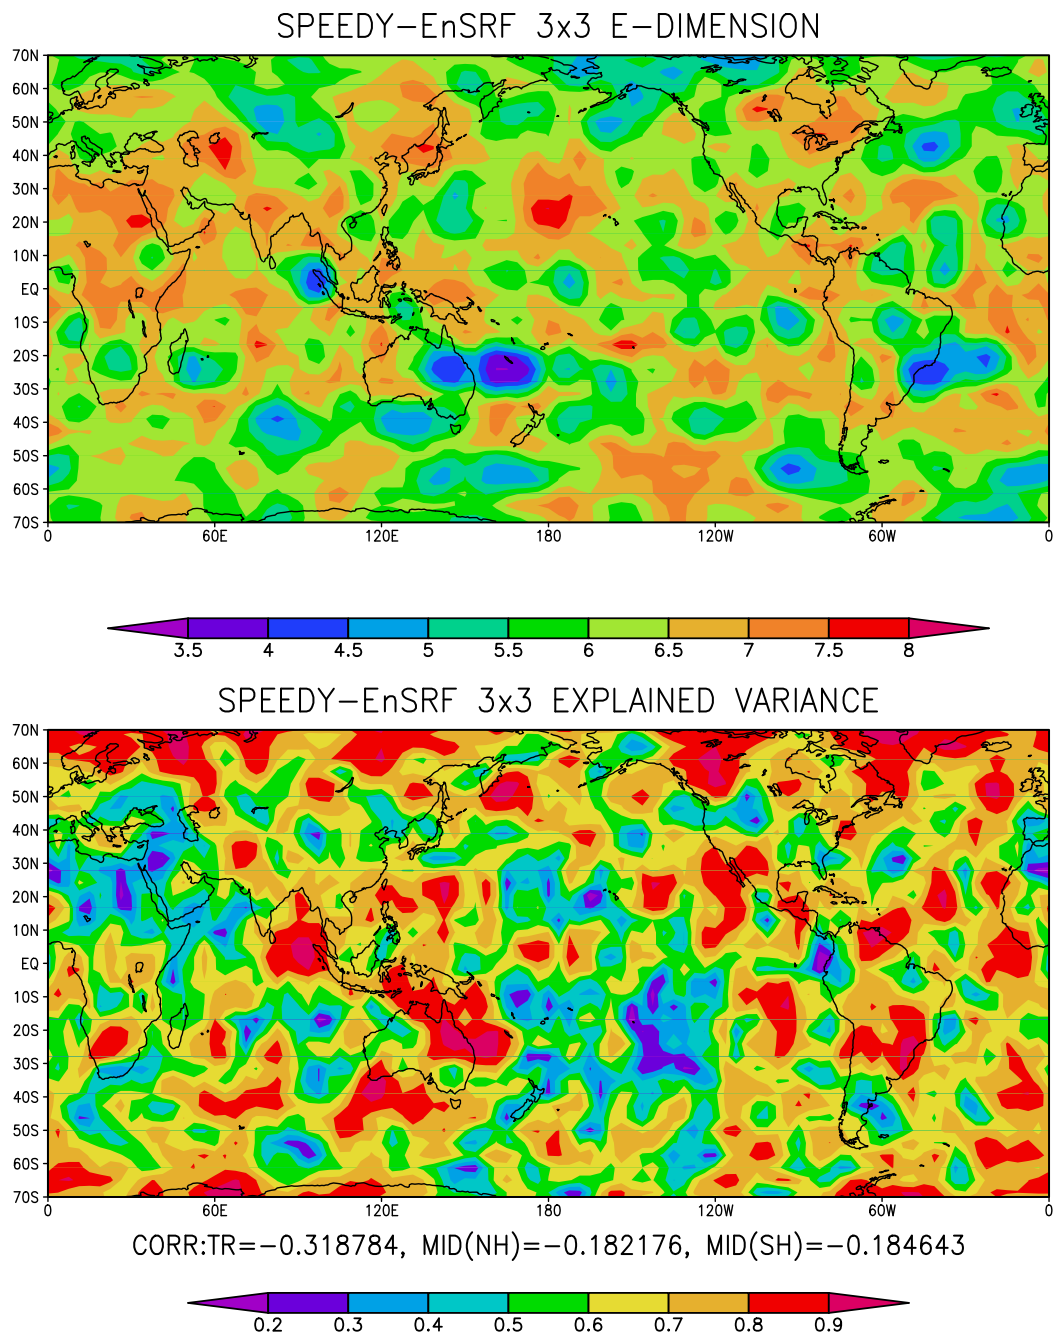 SPEEDY-EnSRF 3x3 E-DIMENSION
70N
60N
50N
40N
30N
20N
10N
EQ
10S
20S
30S
40S
50S
60S
70S
0 60E 120E 180 120W 60W 0
3.5 4 4.5 5 5.5 6 6.5 7 7.5 8
SPEEDY-EnSRF 3x3 EXPLAINED VARIANCE
70N
60N
50N
40N
30N
20N
10N
EQ
10S
20S
30S
40S
50S
60S
70S
0 60E 120E 180 120W 60W 0
CORR:TR=-0.318784, MID(NH)=-0.182176, MID(SH)=-0.184643
0.2 0.3 0.4 0.5 0.6 0.7 0.8 0.9